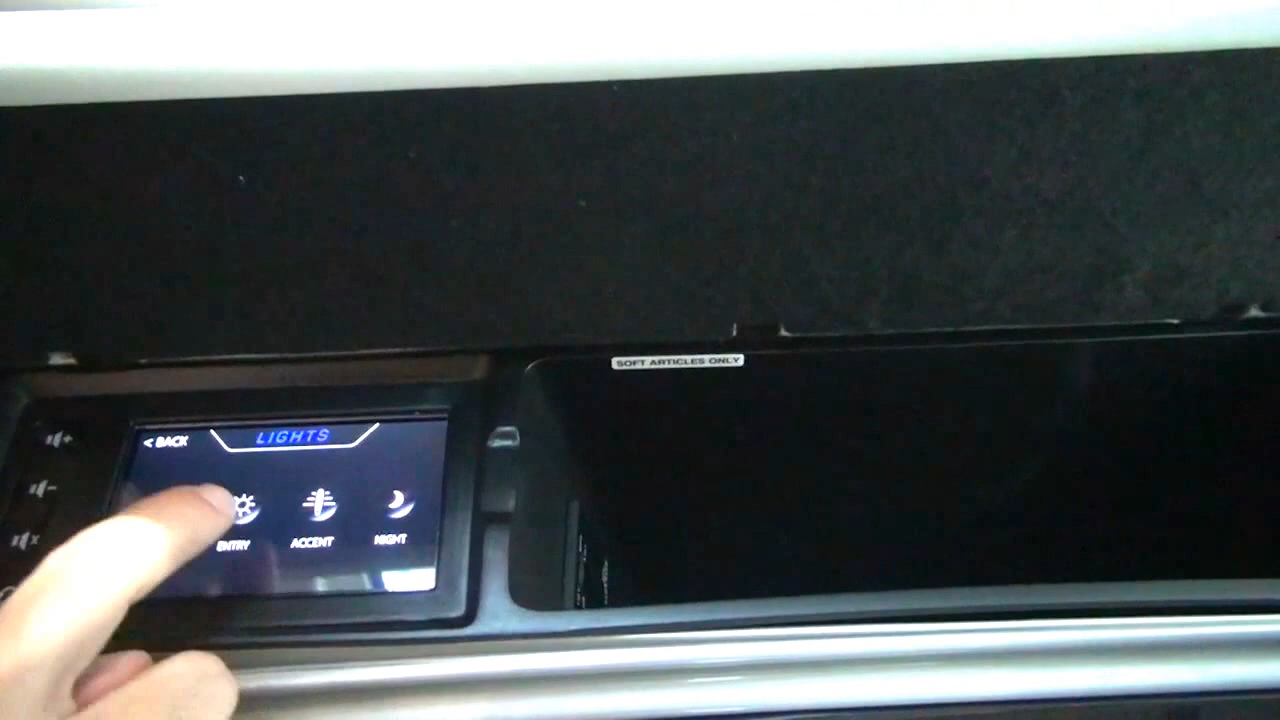 SOFT ARTICLES ONLY
< BACK
LIGHTS
ENTRY
ACCENT
NIGHT